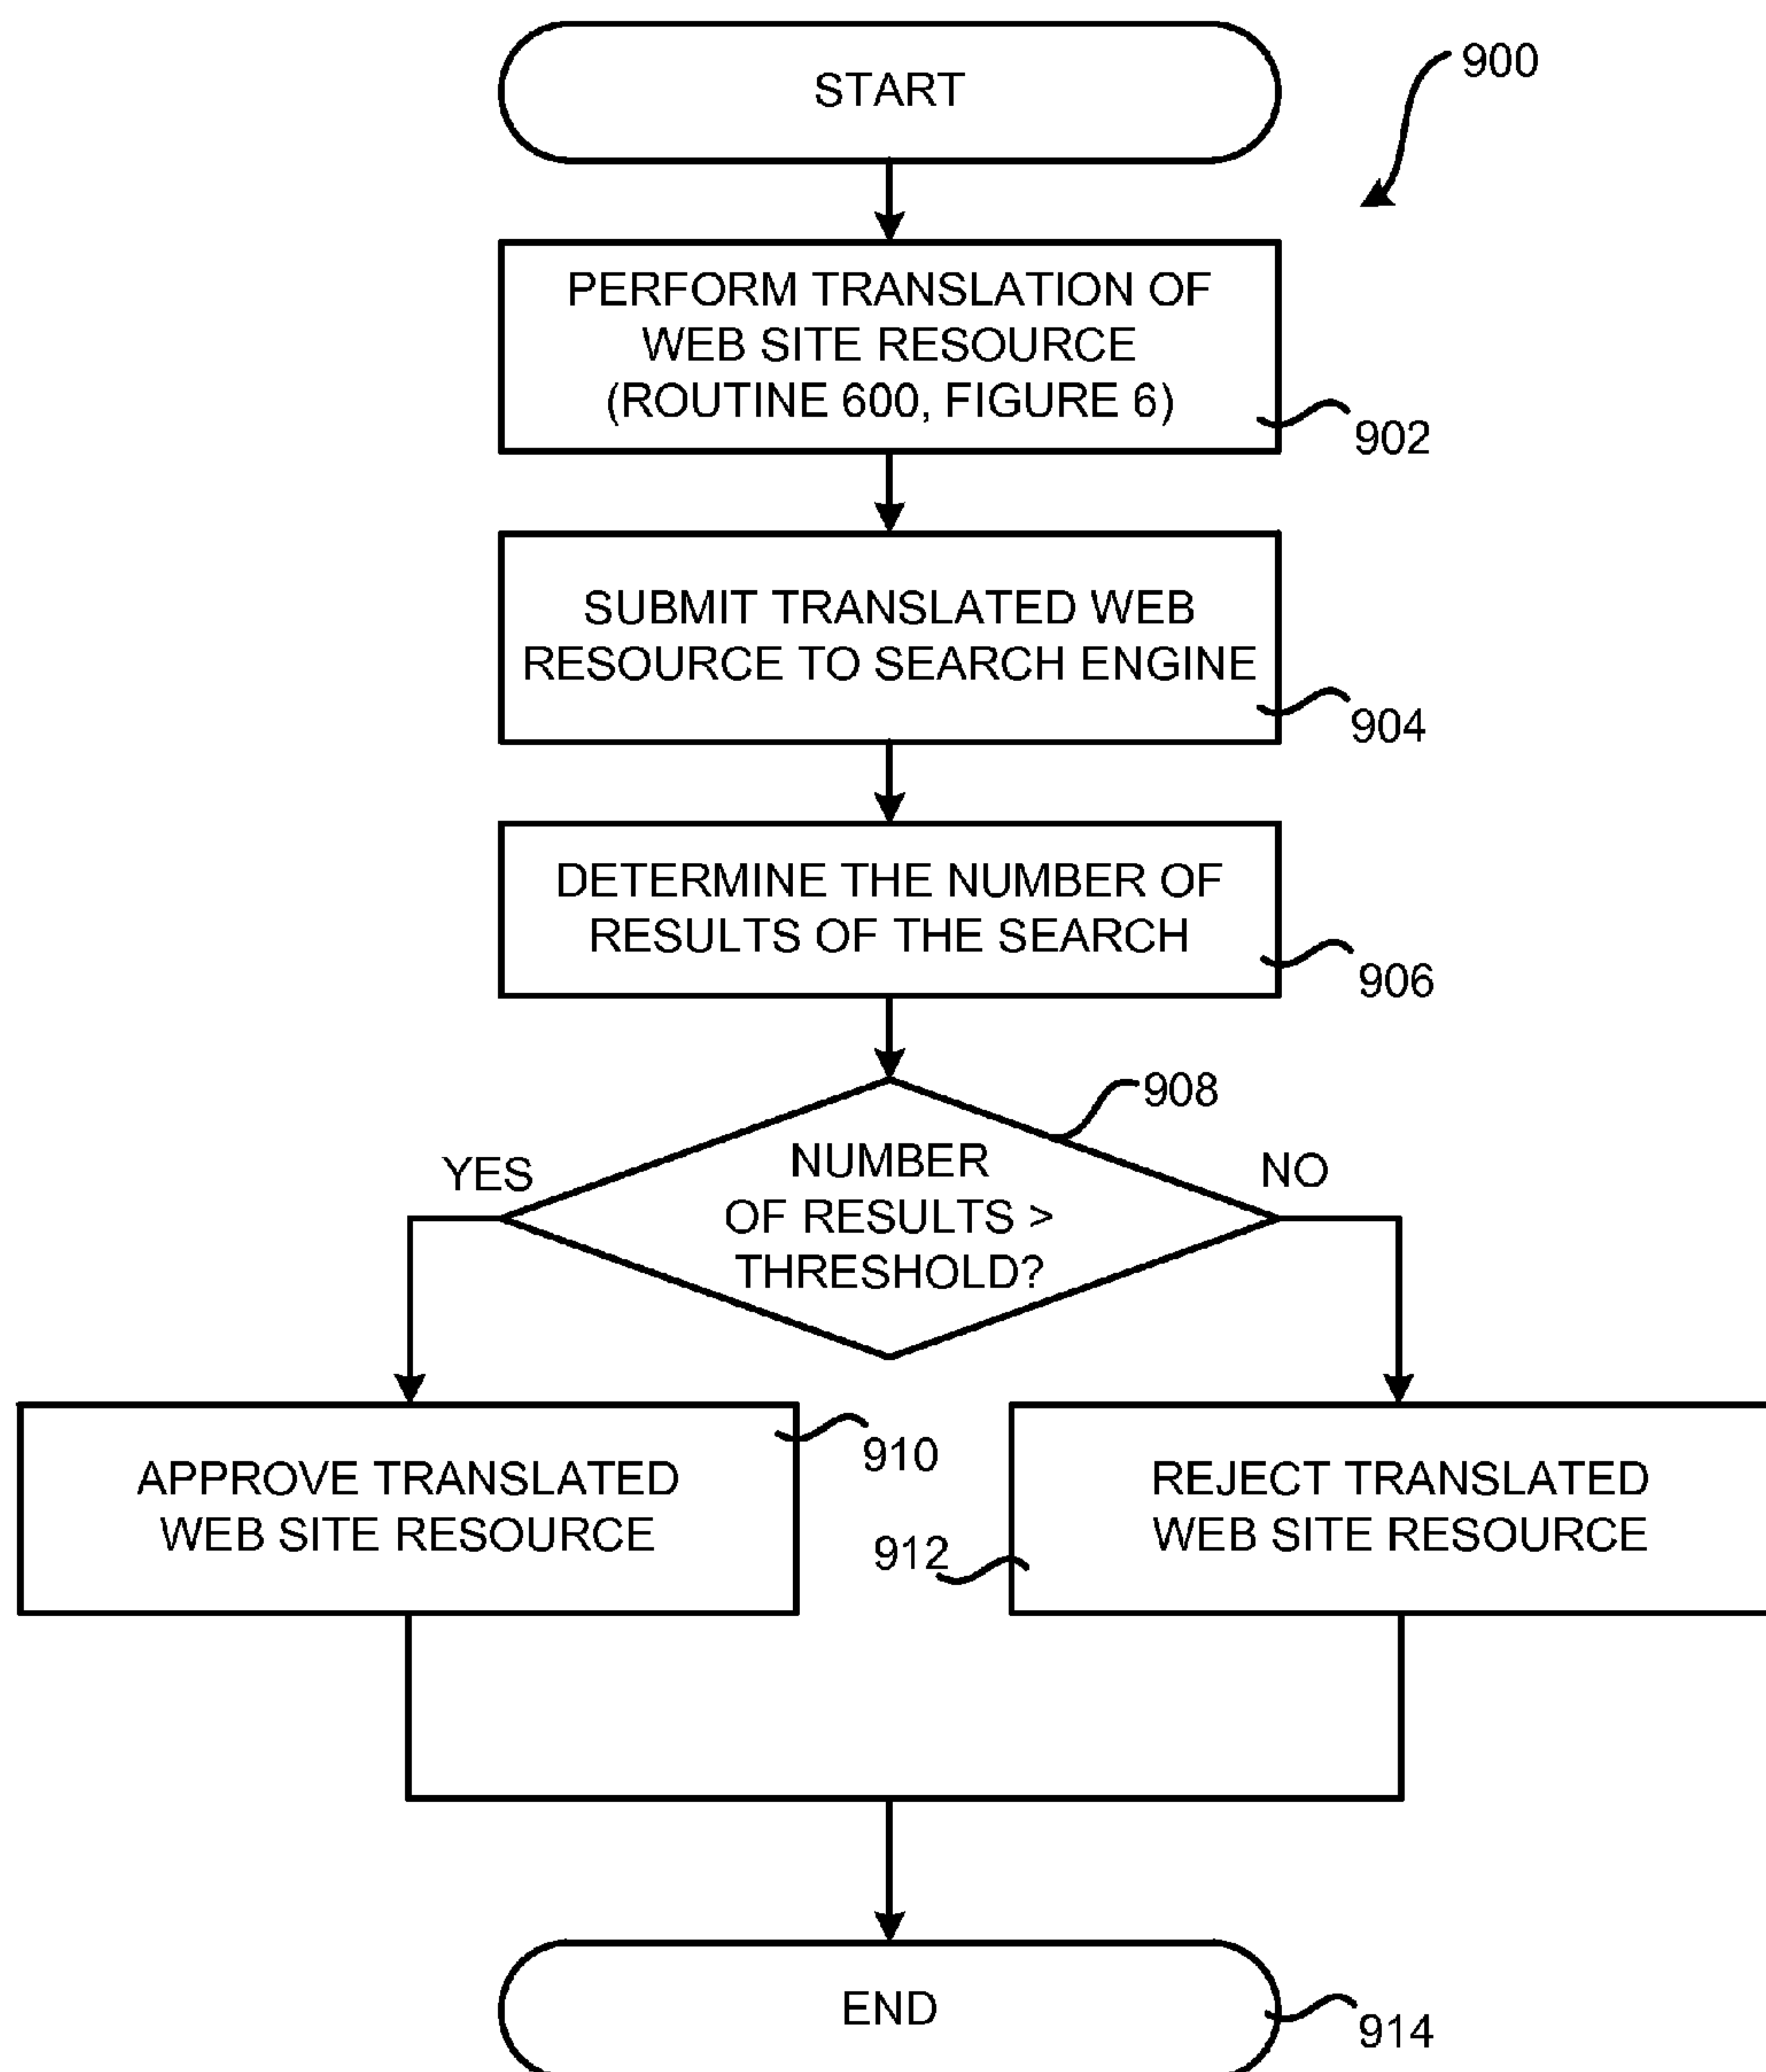 START
900
PERFORM TRANSLATION OF
WEB SITE RESOURCE
(ROUTINE 600, FIGURE 6)
902
SUBMIT TRANSLATED WEB
RESOURCE TO SEARCH ENGINE
904
DETERMINE THE NUMBER OF
RESULTS OF THE SEARCH
906
908
NUMBER
OF RESULTS >
THRESHOLD?
YES
NO
APPROVE TRANSLATED
WEB SITE RESOURCE
910
REJECT TRANSLATED
WEB SITE RESOURCE
912
END
914